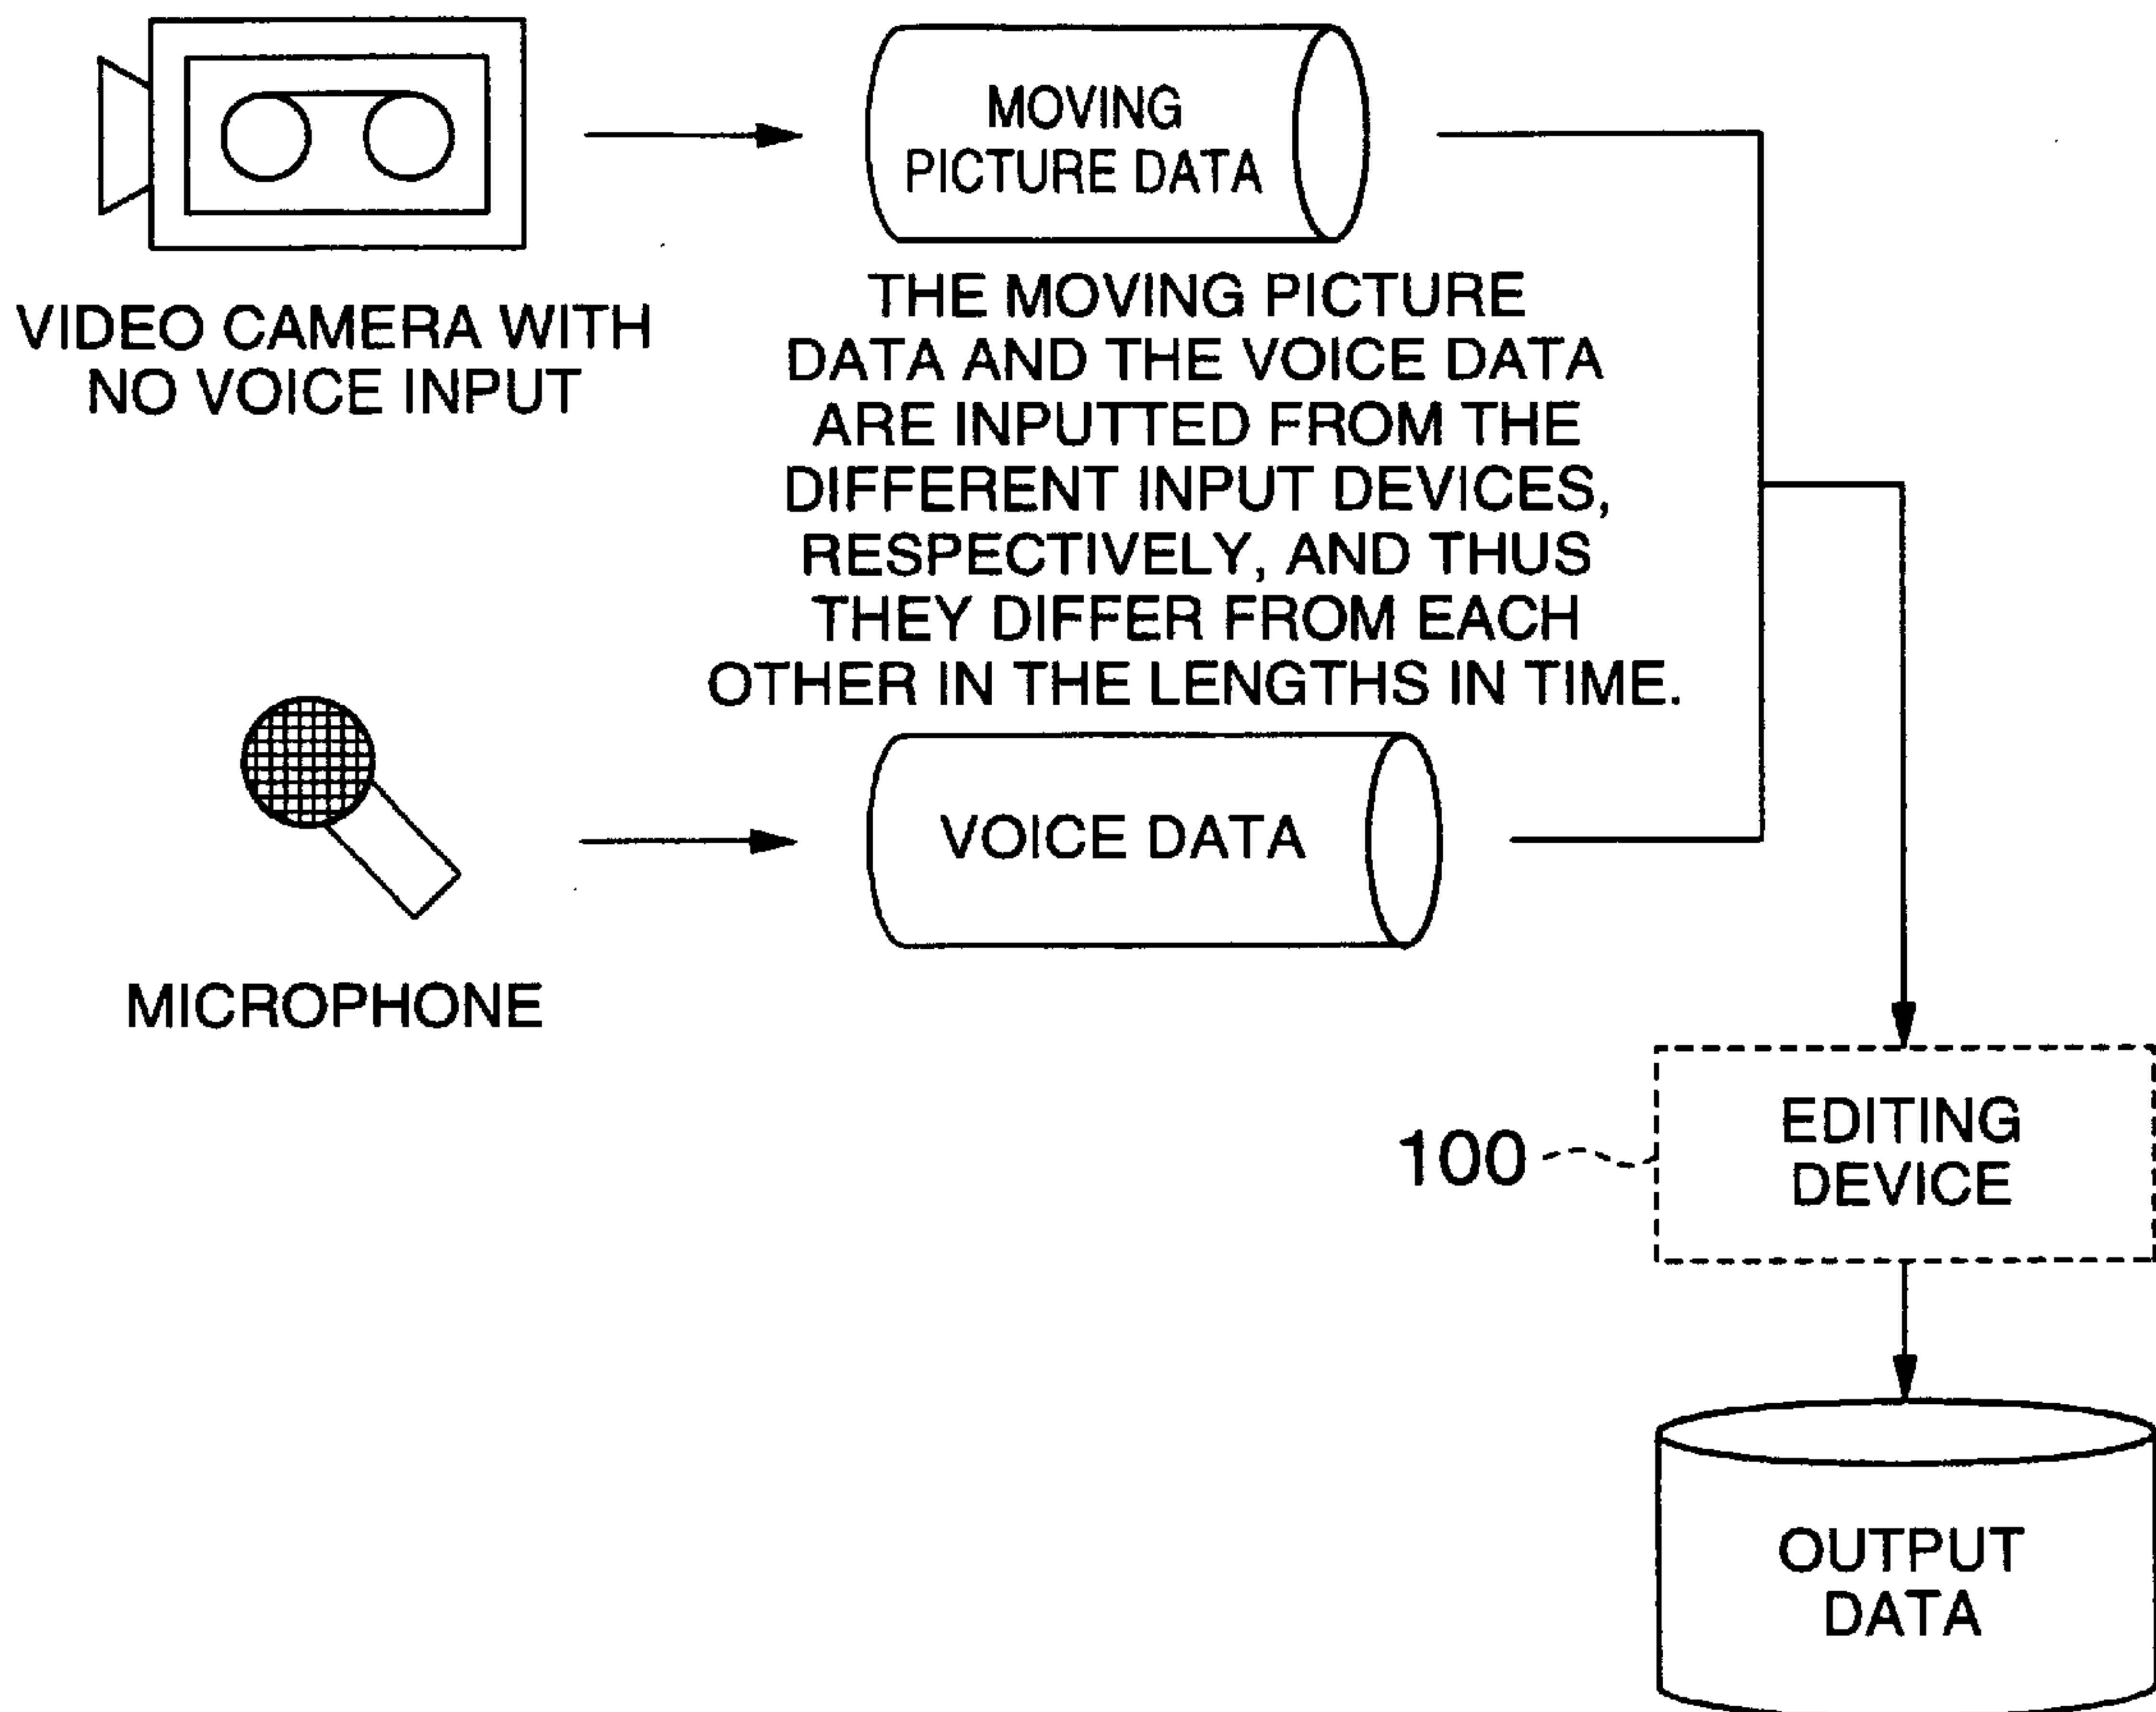 MOVING
PICTURE DATA
VIDEO CAMERA WITH
NO VOICE INPUT
THE MOVING PICTURE
DATA AND THE VOICE DATA
ARE INPUTTED FROM THE
DIFFERENT INPUT DEVICES,
RESPECTIVELY, AND THUS
THEY DIFFER FROM EACH
OTHER IN THE LENGTHS IN TIME.
VOICE DATA
MICROPHONE
100
EDITING
DEVICE
OUTPUT
DATA